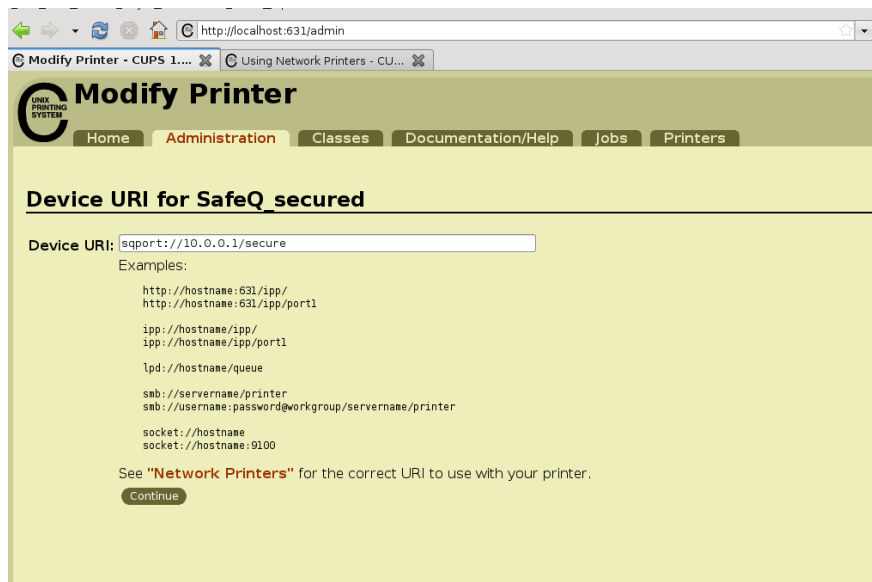 http://localhost:631/admin
Modify Printer - CUPS 1.... Using Network Printers - CU...
UNIX
PRINTING
SYSTEM
Modify Printer
Home Administration Classes Documentation/Help Jobs Printers
Device URI for SafeQ_secured
Device URI: sqport://10.0.0.1/secure
Examples:
http://hostname:631/ipp/
http://hostname:631/ipp/port1
ipp://hostname/ipp/
ipp://hostname/ipp/port1
lpd://hostname/queue
smb://servername/printer
smb://username:password@workgroup/servername/printer
socket://hostname
socket://hostname:9100
See "Network Printers" for the correct URI to use with your printer.
Continue